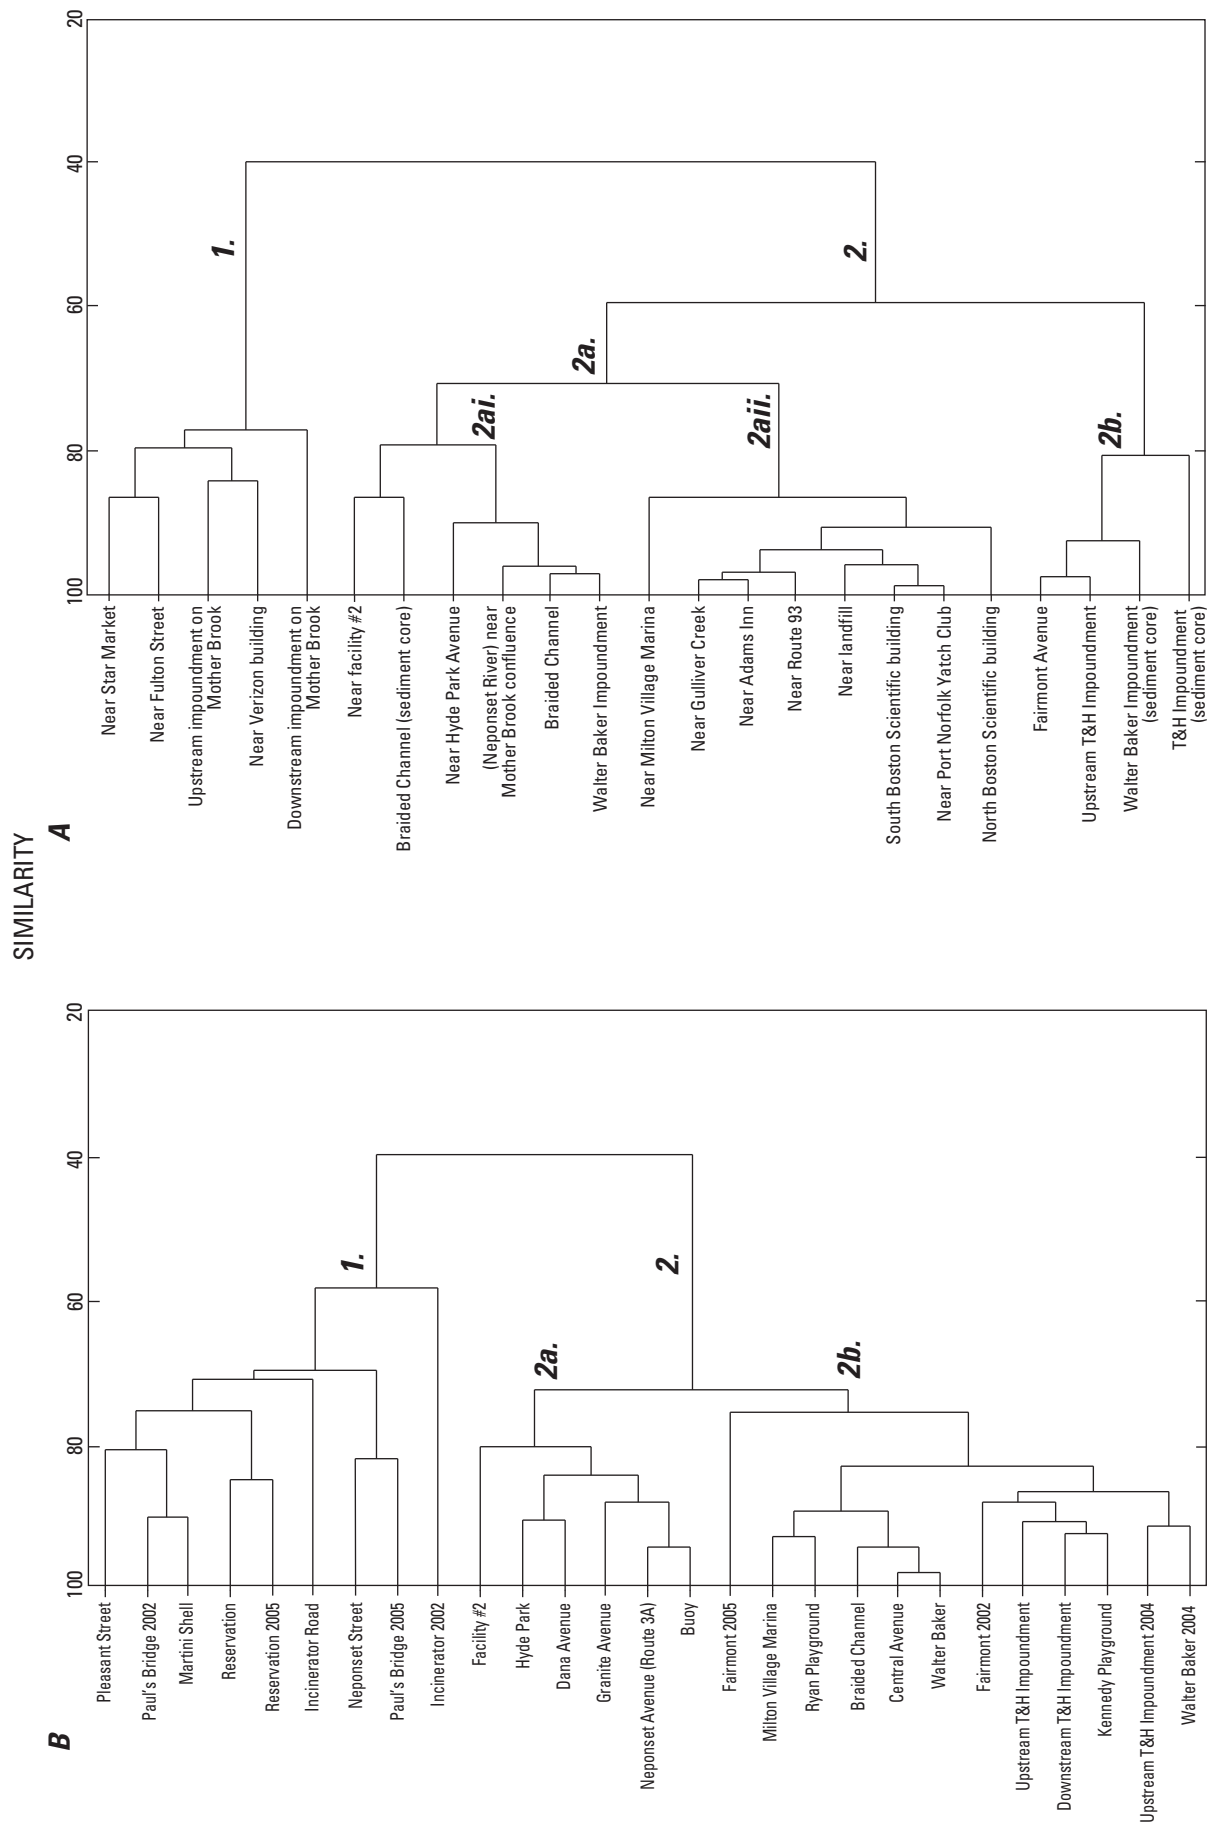 SIMILARITY
A
20
40
60
80
100
1.
2.
2a.
2ai.
2aii.
2b.
Near Star Market
Near Fulton Street
Upstream impoundment on
Mother Brook
Near Verizon building
Downstream impoundment on
Mother Brook
Near facility #2
Braided Channel (sediment core)
Near Hyde Park Avenue
(Neponset River) near
Mother Brook confluence
Braided Channel
Walter Baker Impoundment
Near Milton Village Marina
Near Gulliver Creek
Near Adams Inn
Near Route 93
Near landfill
South Boston Scientific building
Near Port Norfolk Yatch Club
North Boston Scientific building
Fairmont Avenue
Upstream T&H Impoundment
Walter Baker Impoundment
(sediment core)
T&H Impoundment
(sediment core)
B
20
40
60
80
100
1.
2.
2a.
2b.
Pleasant Street
Paul's Bridge 2002
Martini Shell
Reservation
Reservation 2005
Incinerator Road
Neponset Street
Paul's Bridge 2005
Incinerator 2002
Facility #2
Hyde Park
Dana Avenue
Granite Avenue
Neponset Avenue (Route 3A)
Buoy
Fairmont 2005
Milton Village Marina
Ryan Playground
Braided Channel
Central Avenue
Walter Baker
Fairmont 2002
Upstream T&H Impoundment
Downstream T&H Impoundment
Kennedy Playground
Upstream T&H Impoundment 2004
Walter Baker 2004